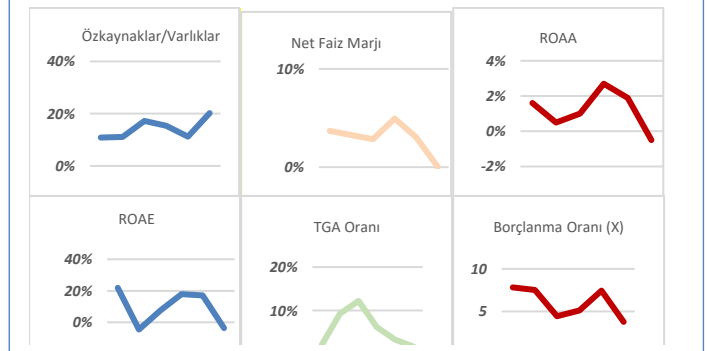 Özkaynaklar/Varlıklar
40%
20%
0%
Net Faiz Marjı
10%
0%
ROAA
4%
2%
0%
-2%
ROAE
40%
20%
0%
TGA Oranı
20%
10%
Borçlanma Oranı (X)
10
5